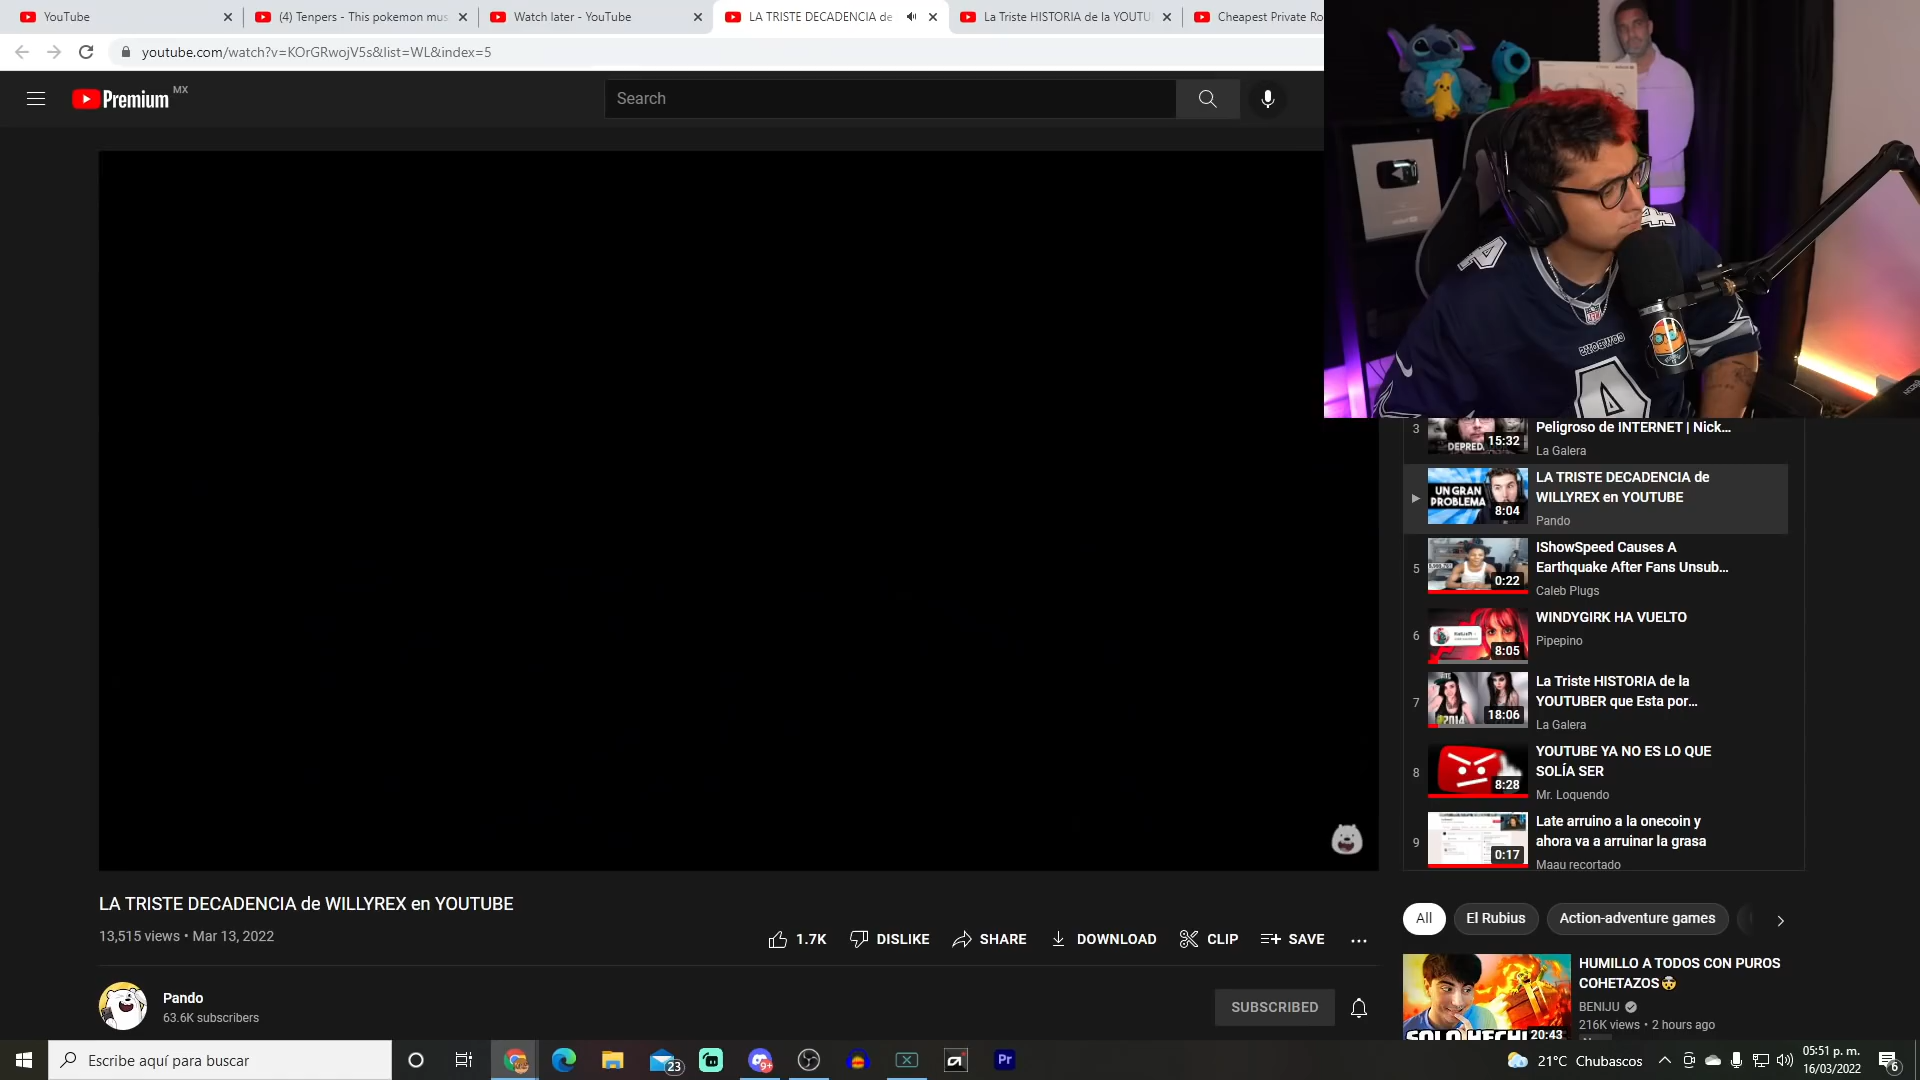 YouTube
(4) Tenpers - This pokemon mus
Watch later - YouTube
LA TRISTE DECADENCIA de
La Triste HISTORIA de la YOUTU
Cheapest Private Ro
youtube.com/watch?v=KOrGRwojV5s&list=WL&index=5
Premium MX
Search
3
15:32
DEPRED
Peligroso de INTERNET | Nick...
La Galera
UN GRAN
PROBLEMA
8:04
LA TRISTE DECADENCIA de
WILLYREX en YOUTUBE
Pando
5
0:22
IShowSpeed Causes A
Earthquake After Fans Unsub...
Caleb Plugs
6
8:05
WINDYGIRK HA VUELTO
Pipepino
7
18:06
La Triste HISTORIA de la
YOUTUBER que Esta por...
La Galera
8
8:28
YOUTUBE YA NO ES LO QUE
SOLÍA SER
Mr. Loquendo
9
0:17
Late arruino a la onecoin y
ahora va a arruinar la grasa
Maau recortado
LA TRISTE DECADENCIA de WILLYREX en YOUTUBE
13,515 views • Mar 13, 2022
1.7K
DISLIKE
SHARE
DOWNLOAD
CLIP
SAVE
Pando
63.6K subscribers
SUBSCRIBED
All
El Rubius
Action-adventure games
20:43
HUMILLO A TODOS CON PUROS
COHETAZOS
BENIJU
216K views • 2 hours ago
Escribe aquí para buscar
23
9+
Pr
21°C Chubascos
05:51 p. m.
16/03/2022
6